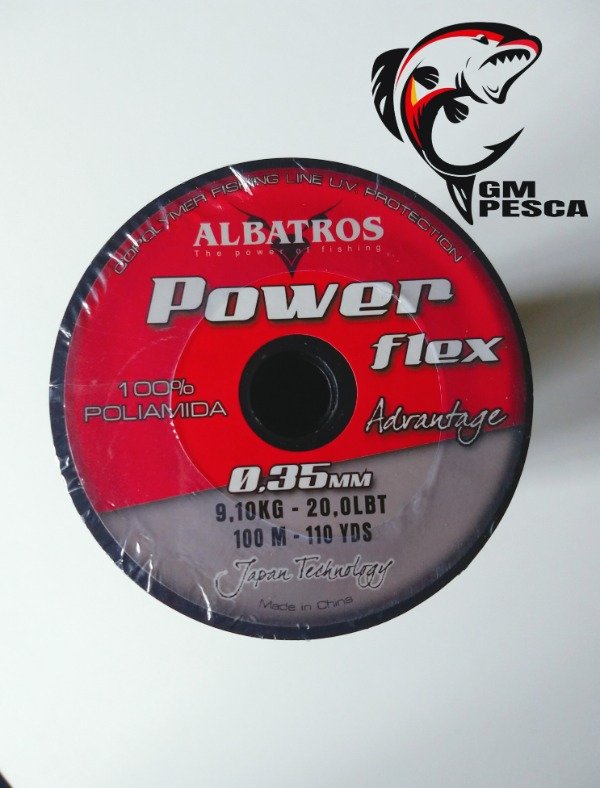 GM
PESCA
COPOLYMER FISHING LINE U.V. PROTECTION
ALBATROS
The power of fishing
Power
flex
100%
POLIAMIDA
Advantage
0,35MM
9.10KG - 20.0LBT
100 M - 110 YDS
Japan Technology
Made in China